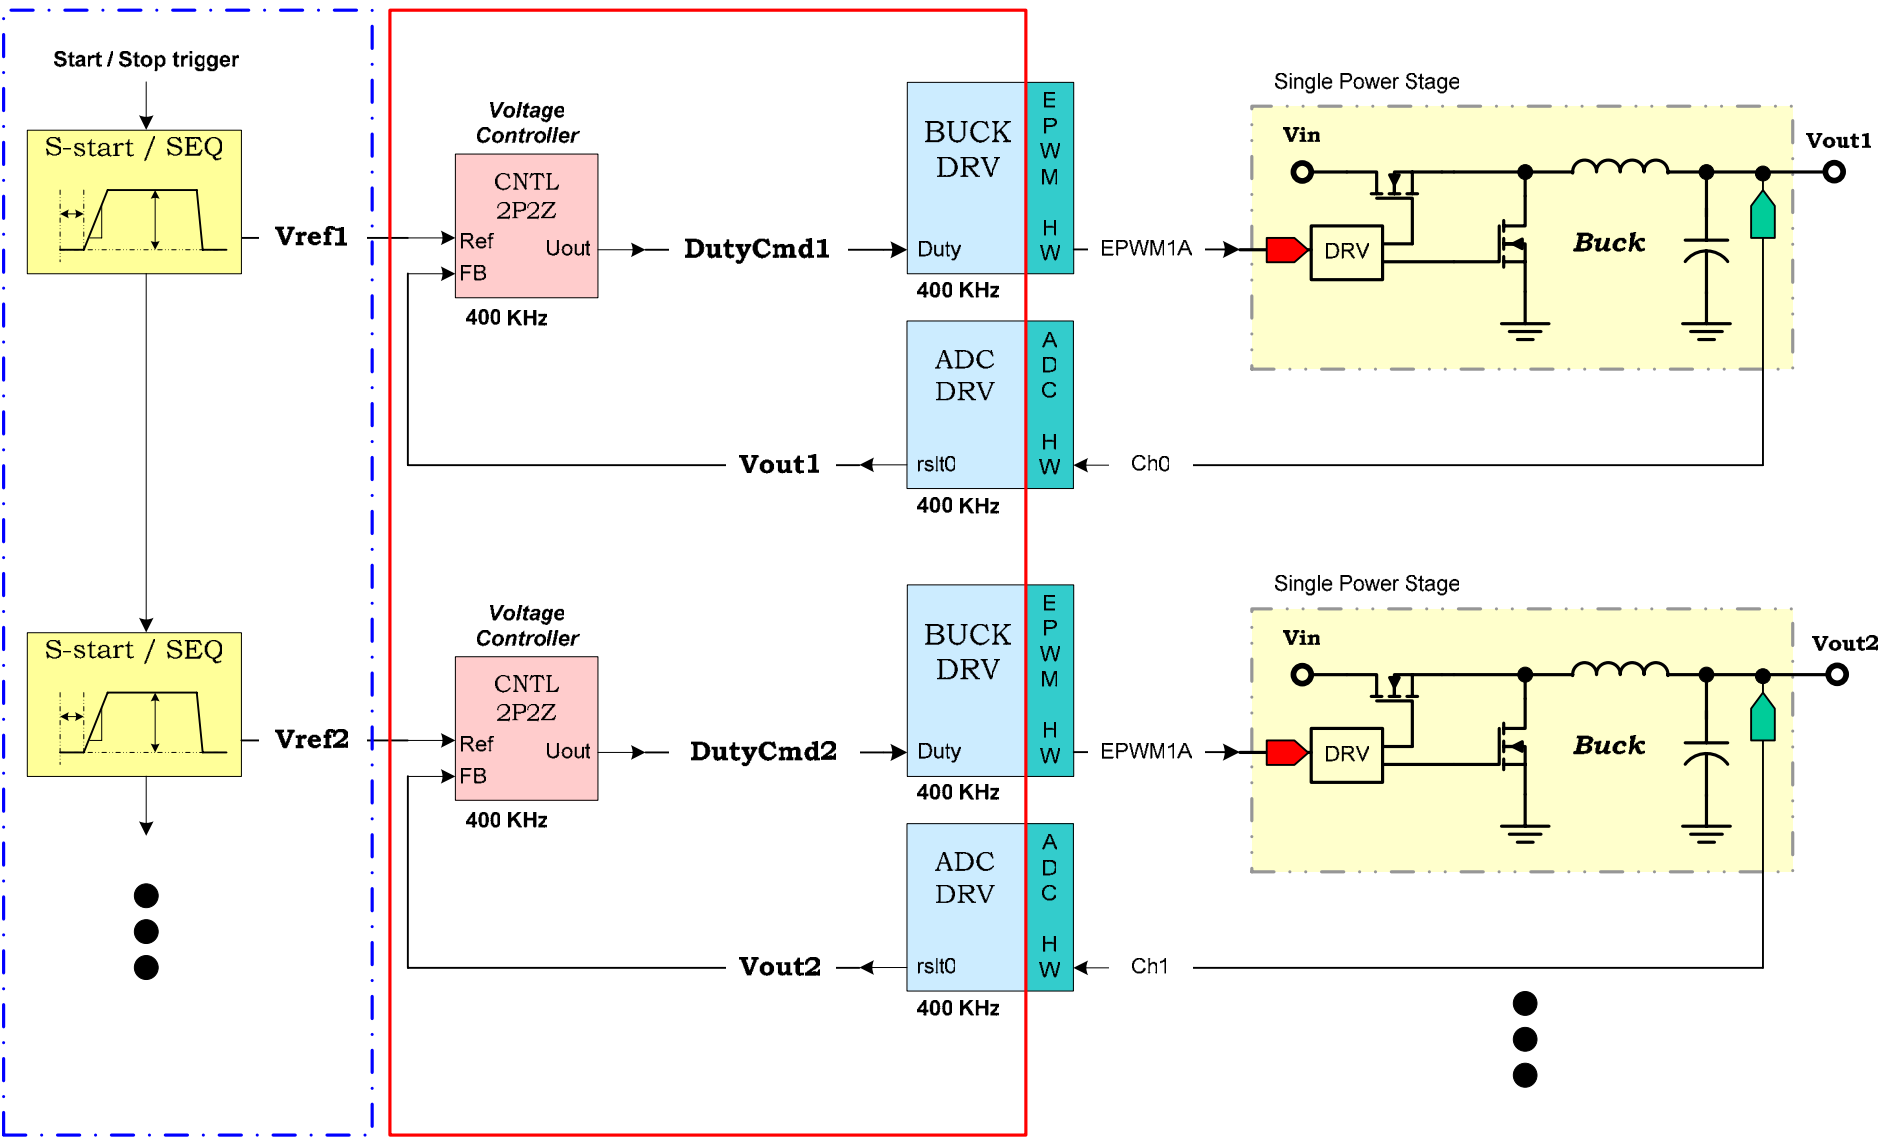 Start / Stop trigger
S-start / SEQ
Vref1
Voltage
Controller
CNTL
2P2Z
Ref
FB
Uout
400 KHz
DutyCmd1
BUCK
DRV
Duty
400 KHz
E
P
W
M
H
W
EPWM1A
Single Power Stage
Vin
DRV
Buck
Vout1
ADC
DRV
rslt0
400 KHz
A
D
C
H
W
Ch0
Vout1
S-start / SEQ
Vref2
Voltage
Controller
CNTL
2P2Z
Ref
FB
Uout
400 KHz
DutyCmd2
BUCK
DRV
Duty
400 KHz
E
P
W
M
H
W
EPWM1A
Single Power Stage
Vin
DRV
Buck
Vout2
ADC
DRV
rslt0
400 KHz
A
D
C
H
W
Ch1
Vout2